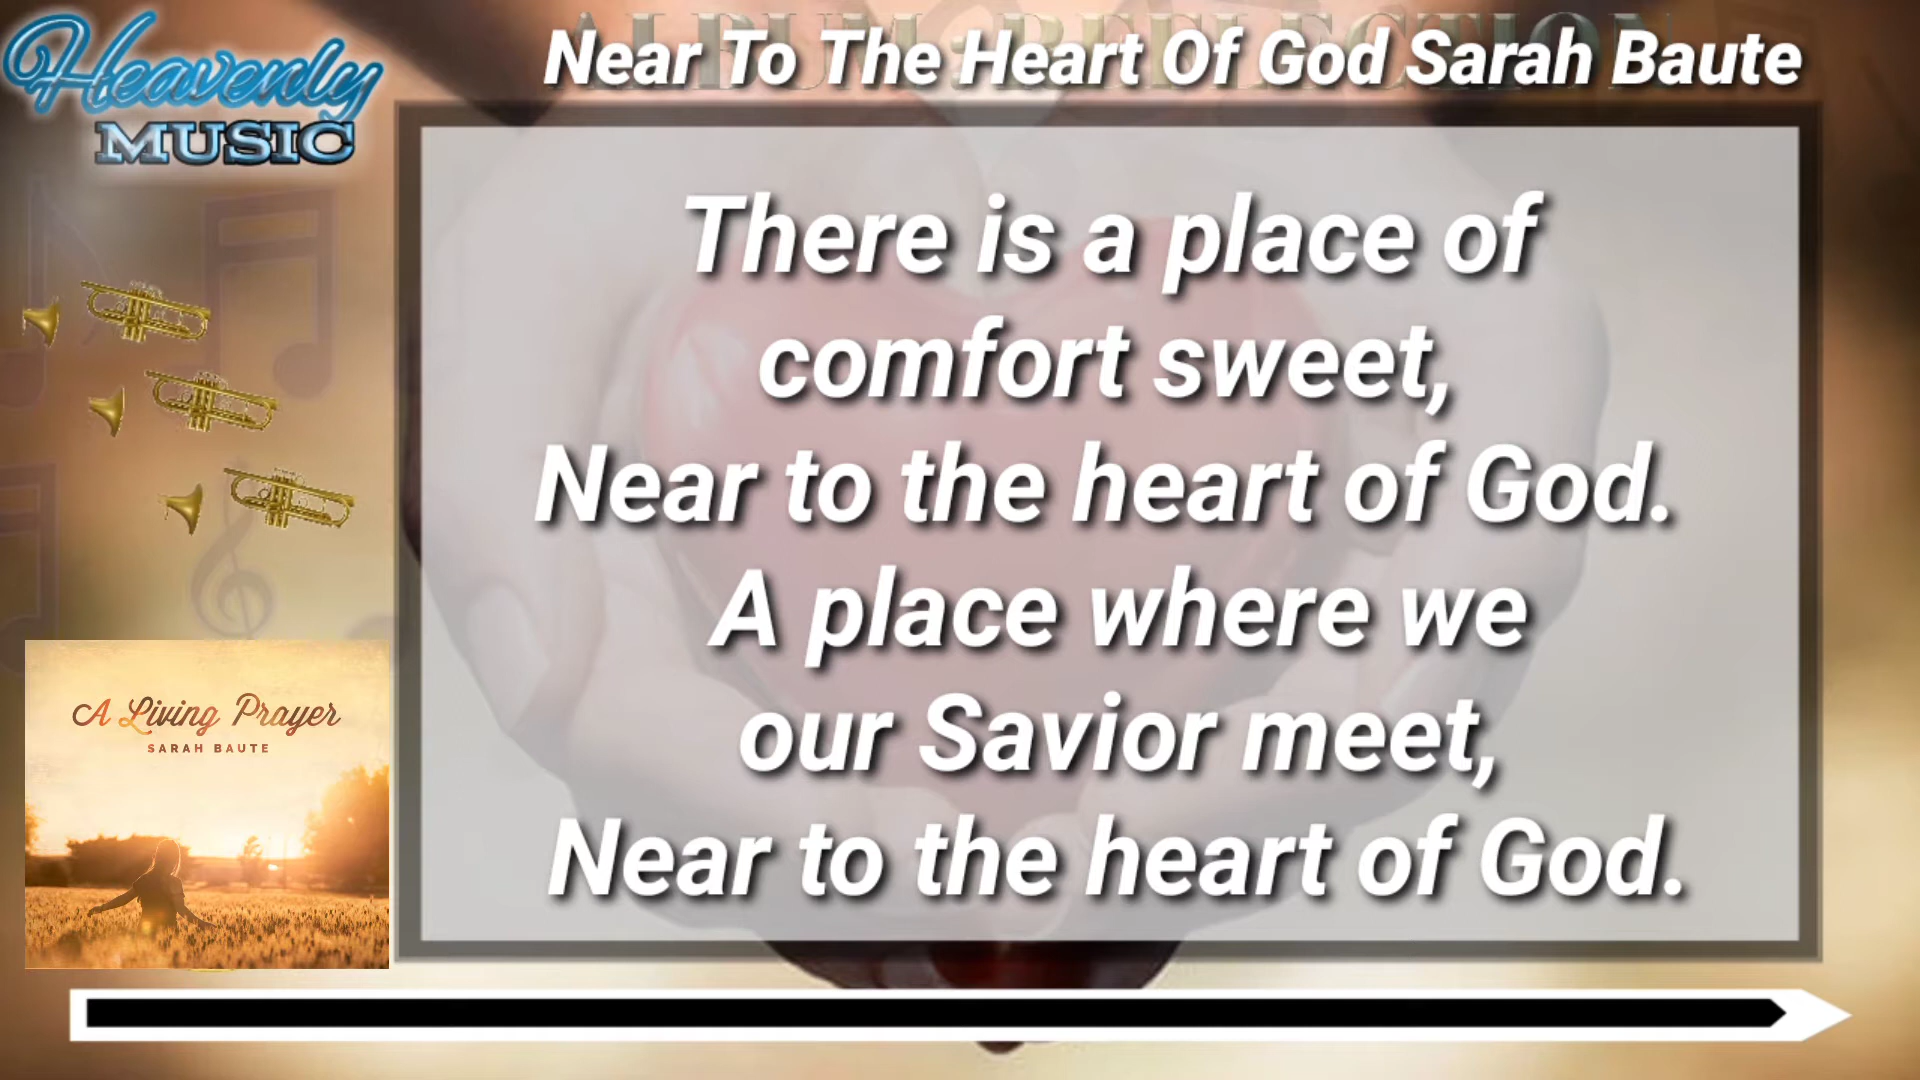 Heavenly
MUSIC
ALBUM REFLECTION
Near To The Heart Of God Sarah Baute
There is a place of
comfort sweet,
Near to the heart of God.
A place where we
our Savior meet,
Near to the heart of God.
A Living Prayer
SARAH BAUTE